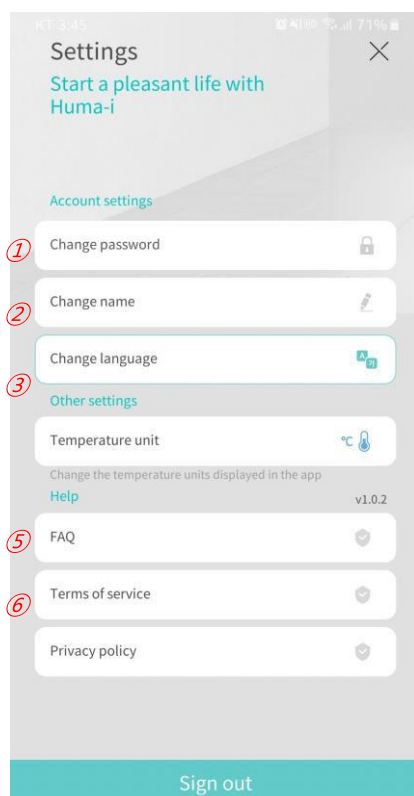 KT 3:45 71%
Settings
Start a pleasant life with
Huma-i
Account settings
① Change password
② Change name
Change language
A 가
③
Other settings
Temperature unit °C
Change the temperature units displayed in the app
Help v1.0.2
⑤ FAQ
⑥ Terms of service
Privacy policy
Sign out